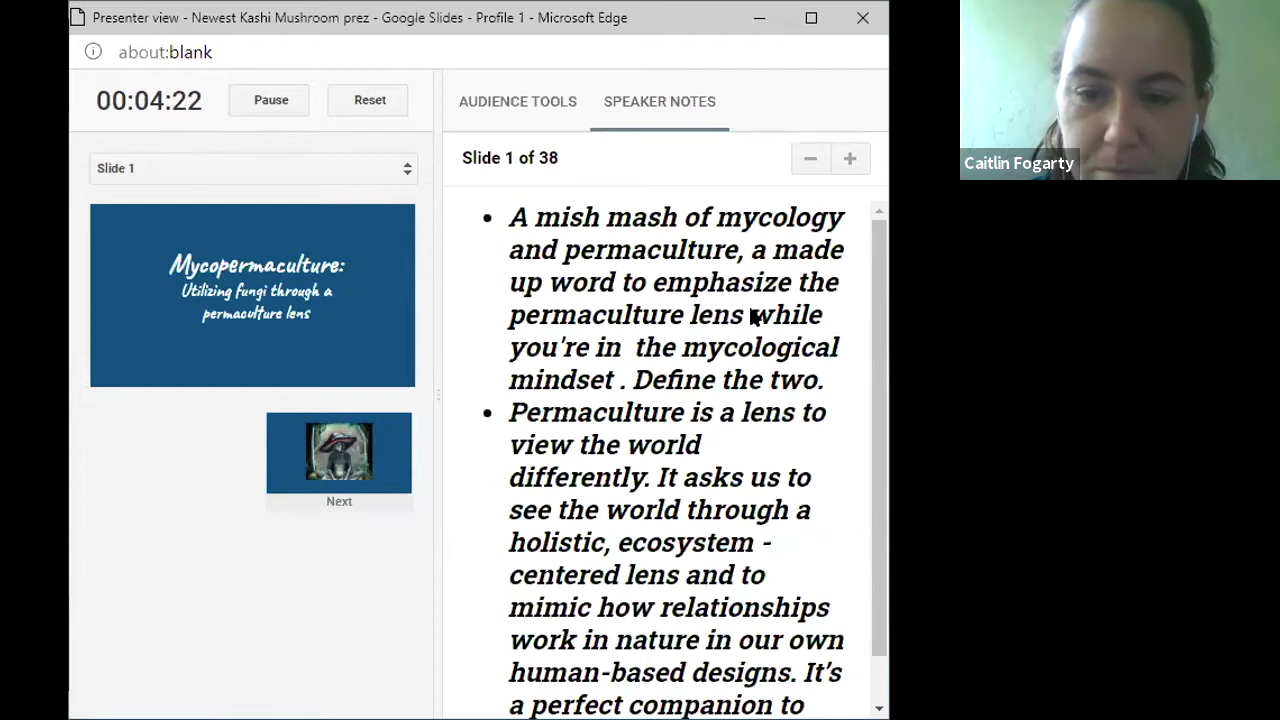 Presenter view - Newest Kashi Mushroom prez - Google Slides - Profile 1 - Microsoft Edge
about:blank
00:04:22
Pause
Reset
Slide 1
Mycopermaculture:
Utilizing fungi through a
permaculture lens
Next
AUDIENCE TOOLS
SPEAKER NOTES
Slide 1 of 38
• A mish mash of mycology
and permaculture, a made
up word to emphasize the
permaculture lens while
you're in  the mycological
mindset . Define the two.
• Permaculture is a lens to
view the world
differently. It asks us to
see the world through a
holistic, ecosystem -
centered lens and to
mimic how relationships
work in nature in our own
human-based designs. It’s
a perfect companion to
Caitlin Fogarty